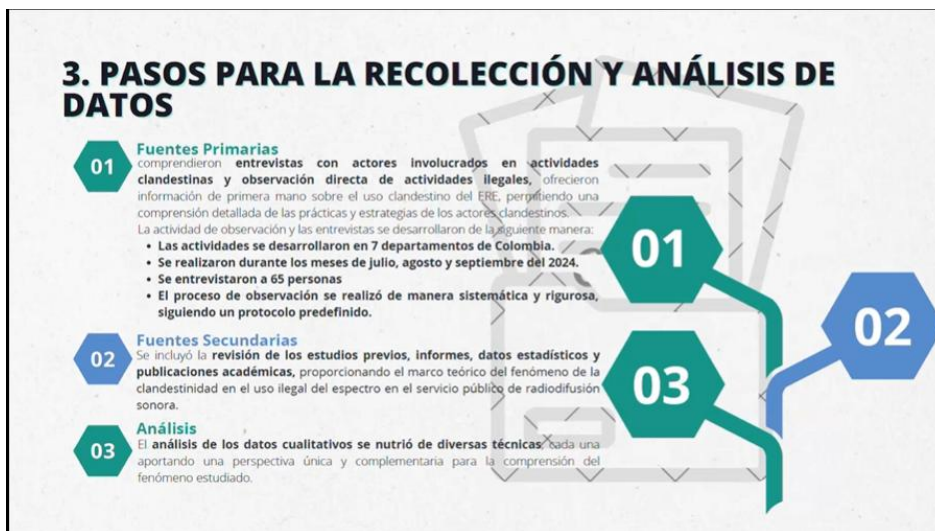 3. PASOS PARA LA RECOLECCIÓN Y ANÁLISIS DE
DATOS
01
Fuentes Primarias
comprendieron entrevistas con actores involucrados en actividades
clandestinas y observación directa de actividades ilegales, ofrecieron
información de primera mano sobre el uso clandestino del ERE, permitiendo una
comprensión detallada de las prácticas y estrategias de los actores clandestinos.
La actividad de observación y las entrevistas se desarrollaron de la siguiente manera:
• Las actividades se desarrollaron en 7 departamentos de Colombia.
• Se realizaron durante los meses de julio, agosto y septiembre del 2024.
• Se entrevistaron a 65 personas
• El proceso de observación se realizó de manera sistemática y rigurosa,
siguiendo un protocolo predefinido.
02
Fuentes Secundarias
Se incluyó la revisión de los estudios previos, informes, datos estadísticos y
publicaciones académicas, proporcionando el marco teórico del fenómeno de la
clandestinidad en el uso ilegal del espectro en el servicio público de radiodifusión
sonora.
03
Análisis
El análisis de los datos cualitativos se nutrió de diversas técnicas, cada una
aportando una perspectiva única y complementaria para la comprensión del
fenómeno estudiado.
01
02
03